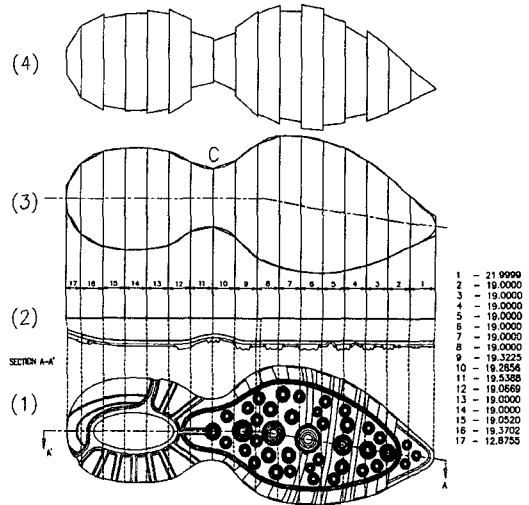 (4)
C
(3)
17 16 15 14 13 12 11 10 9 8 7 6 5 4 3 2 1
(2)
SECTION A-A'
(1)
A'
A
1 - 21.9999
2 - 19.0000
3 - 19.0000
4 - 19.0000
5 - 19.0000
6 - 19.0000
7 - 19.0000
8 - 19.0000
9 - 19.3225
10 - 19.2856
11 - 19.5388
12 - 19.0669
13 - 19.0000
14 - 19.0000
15 - 19.0520
16 - 19.3702
17 - 12.8755